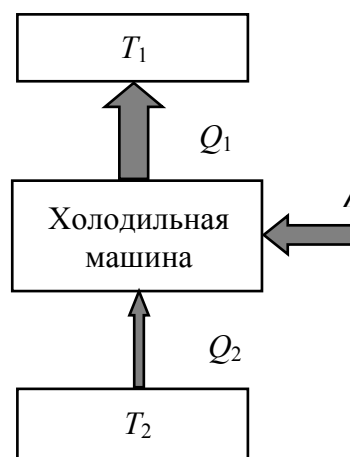 T₁
Q₁
Холодильная
машина
Q₂
T₂